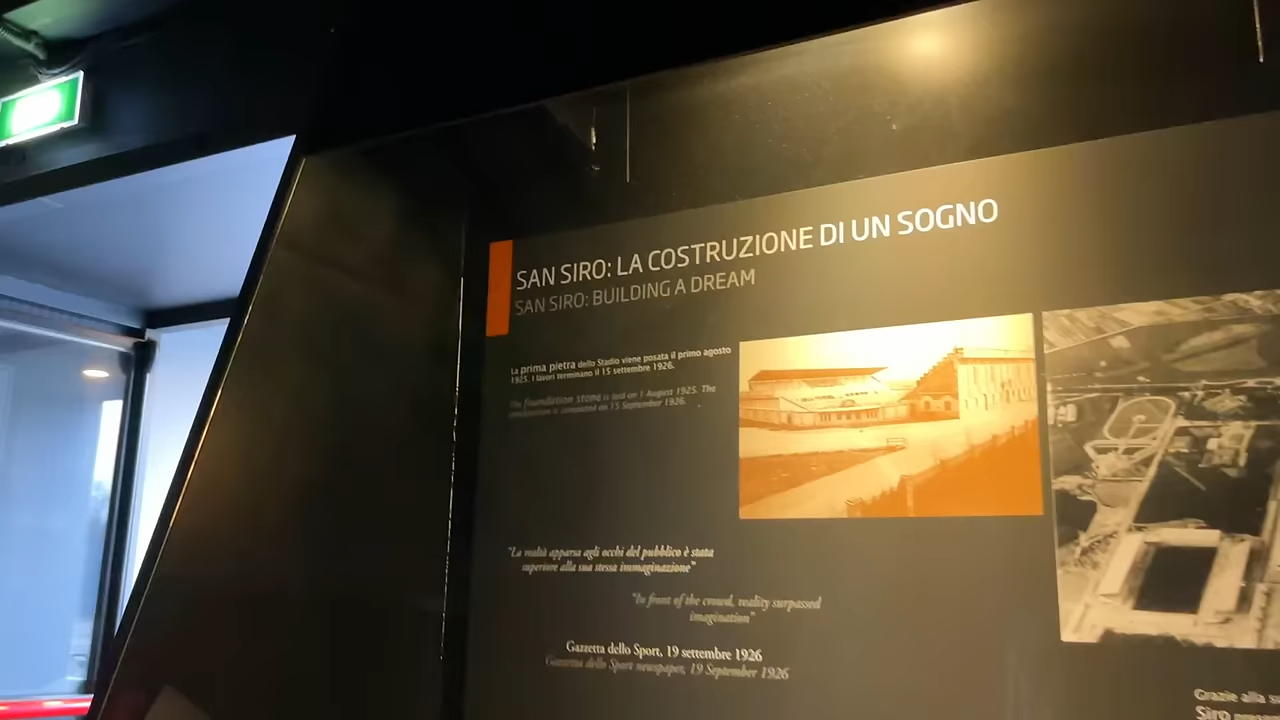 SAN SIRO: LA COSTRUZIONE DI UN SOGNO
SAN SIRO: BUILDING A DREAM
La prima pietra dello Stadio viene posata il primo agosto
1925. I lavori terminano il 15 settembre 1926.
The foundation stone is laid on 1 August 1925. The
construction is completed on 15 September 1926.
"La realtà apparsa agli occhi del pubblico è stata
superiore alla sua stessa immaginazione"
"In front of the crowd, reality surpassed
imagination"
Gazzetta dello Sport, 19 settembre 1926
Gazzetta dello Sport newspaper, 19 September 1926
Grazie alla
Siro